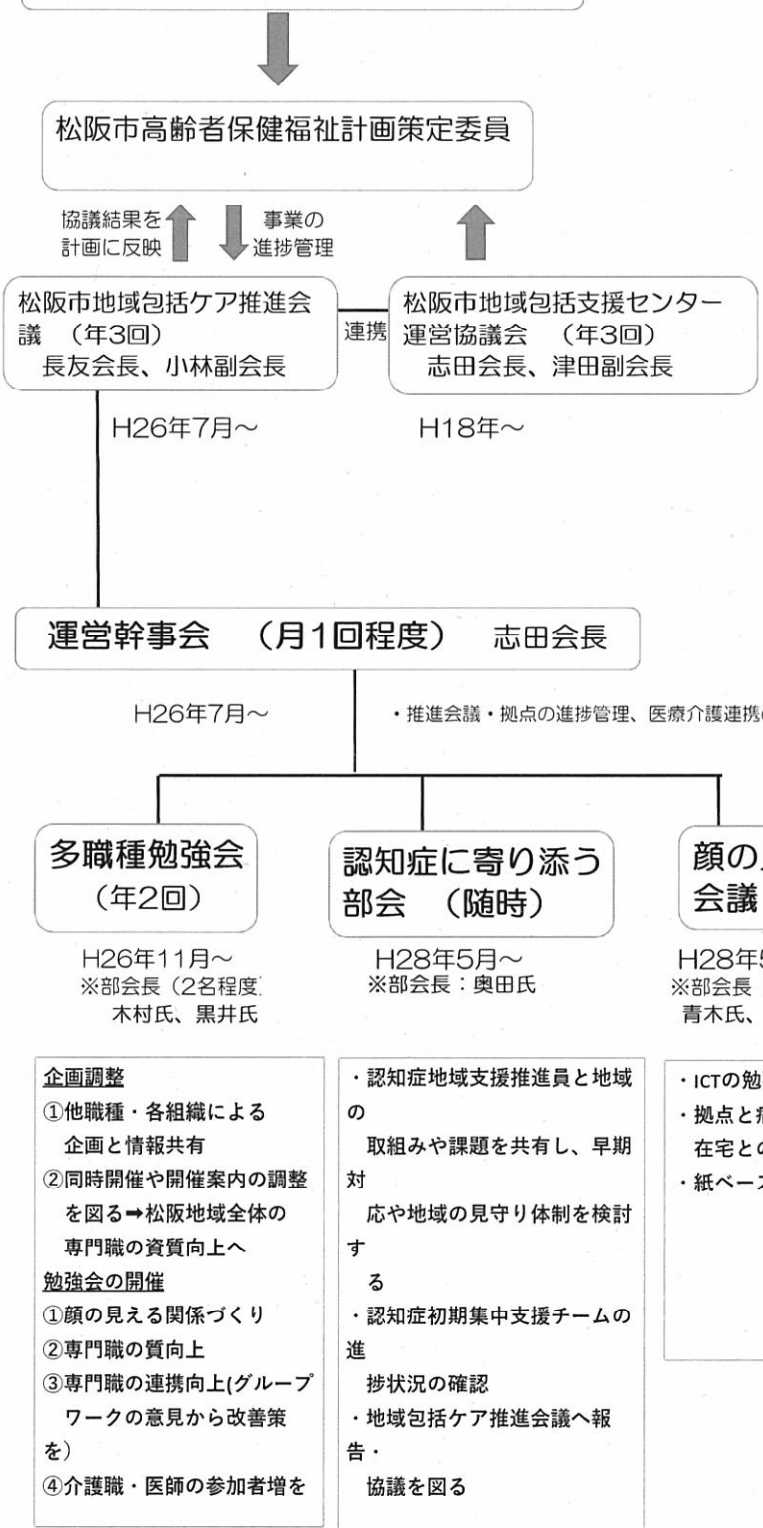 松阪市高齢者保健福祉計画策定委員
協議結果を
計画に反映
事業の
進捗管理
松阪市地域包括ケア推進会
議　（年3回）
長友会長、小林副会長
連携
松阪市地域包括支援センター
運営協議会　（年3回）
志田会長、津田副会長
H26年7月～
H18年～
運営幹事会　（月1回程度）　志田会長
H26年7月～
・推進会議・拠点の進捗管理、医療介護連携
多職種勉強会
（年2回）
H26年11月～
※部会長（2名程度
木村氏、黒井氏
認知症に寄り添う
部会　（随時）
H28年5月～
※部会長：奥田氏
顔の
会議
H28年
※部会長
青木氏、
企画調整
①他職種・各組織による
企画と情報共有
②同時開催や開催案内の調整
を図る➡松阪地域全体の
専門職の資質向上へ
勉強会の開催
①顔の見える関係づくり
②専門職の質向上
③専門職の連携向上(グループ
ワークの意見から改善策
を）
④介護職・医師の参加者増を
・認知症地域支援推進員と地域
の
取組みや課題を共有し、早期
対
応や地域の見守り体制を検討
す
る
・認知症初期集中支援チームの
進
捗状況の確認
・地域包括ケア推進会議へ報
告・
協議を図る
・ICTの勉
・拠点と
在宅との
・紙ベース